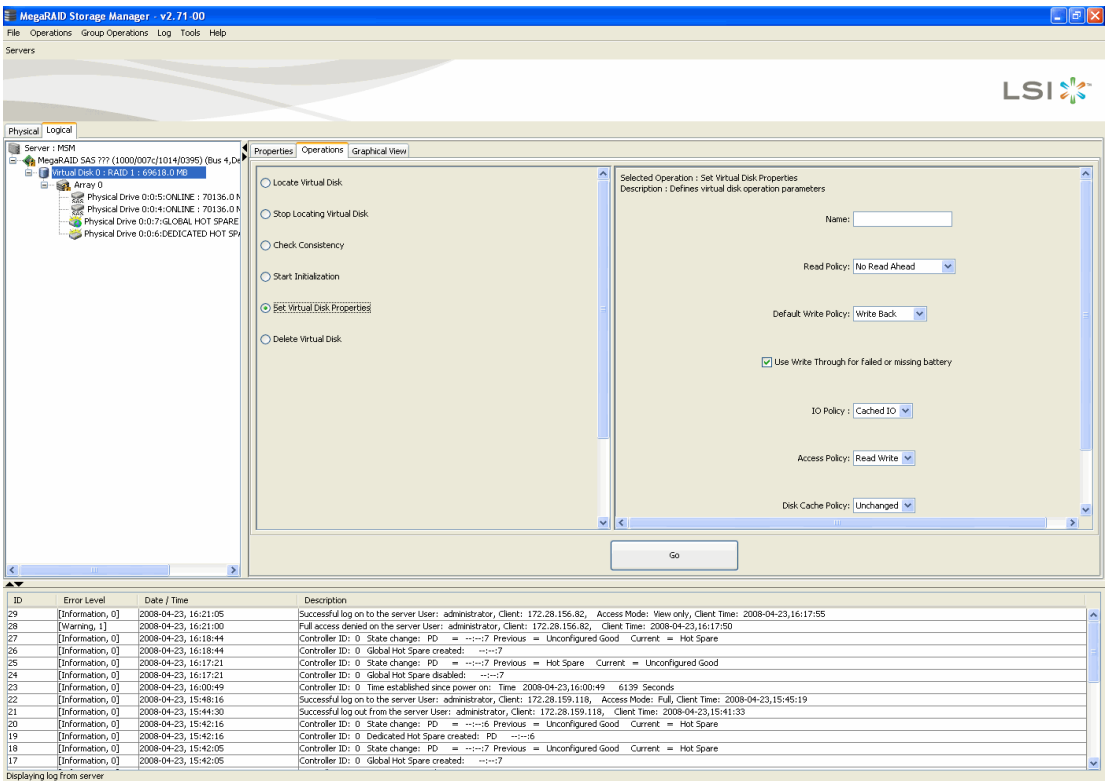 MegaRAID Storage Manager - v2.71-00
File Operations Group Operations Log Tools Help
Servers
LSI
Physical Logical
Server : MSM
MegaRAID SAS ??? (1000/007c/1014/0395) (Bus 4,De
Virtual Disk 0 : RAID 1 : 69618.0 MB
Array 0
Physical Drive 0:0:5:ONLINE : 70136.0 M
Physical Drive 0:0:4:ONLINE : 70136.0 M
Physical Drive 0:0:7:GLOBAL HOT SPARE
Physical Drive 0:0:6:DEDICATED HOT SPA
Properties Operations Graphical View
Locate Virtual Disk
Stop Locating Virtual Disk
Check Consistency
Start Initialization
Set Virtual Disk Properties
Delete Virtual Disk
Selected Operation : Set Virtual Disk Properties
Description : Defines virtual disk operation parameters
Name:
Read Policy: No Read Ahead
Default Write Policy: Write Back
Use Write Through for failed or missing battery
IO Policy : Cached IO
Access Policy: Read Write
Disk Cache Policy: Unchanged
Go
ID Error Level Date / Time Description
29 [Information, 0] 2008-04-23, 16:21:05 Successful log on to the server User: administrator, Client: 172.28.156.82, Access Mode: View only, Client Time: 2008-04-23,16:17:55
28 [Warning, 1] 2008-04-23, 16:21:00 Full access denied on the server User: administrator, Client: 172.28.156.82, Client Time: 2008-04-23,16:17:50
27 [Information, 0] 2008-04-23, 16:18:44 Controller ID: 0 State change: PD = --:--:7 Previous = Unconfigured Good Current = Hot Spare
26 [Information, 0] 2008-04-23, 16:18:44 Controller ID: 0 Global Hot Spare created: --:--:7
25 [Information, 0] 2008-04-23, 16:17:21 Controller ID: 0 State change: PD = --:--:7 Previous = Hot Spare Current = Unconfigured Good
24 [Information, 0] 2008-04-23, 16:17:21 Controller ID: 0 Global Hot Spare disabled: --:--:7
23 [Information, 0] 2008-04-23, 16:00:49 Controller ID: 0 Time established since power on: Time 2008-04-23,16:00:49 6139 Seconds
22 [Information, 0] 2008-04-23, 15:48:16 Successful log on to the server User: administrator, Client: 172.28.159.118, Access Mode: Full, Client Time: 2008-04-23,15:45:19
21 [Information, 0] 2008-04-23, 15:44:30 Successful log out from the server User: administrator, Client: 172.28.159.118, Client Time: 2008-04-23,15:41:33
20 [Information, 0] 2008-04-23, 15:42:16 Controller ID: 0 State change: PD = --:--:6 Previous = Unconfigured Good Current = Hot Spare
19 [Information, 0] 2008-04-23, 15:42:16 Controller ID: 0 Dedicated Hot Spare created: PD --:--:6
18 [Information, 0] 2008-04-23, 15:42:05 Controller ID: 0 State change: PD = --:--:7 Previous = Unconfigured Good Current = Hot Spare
17 [Information, 0] 2008-04-23, 15:42:05 Controller ID: 0 Global Hot Spare created: --:--:7
Displaying log from server